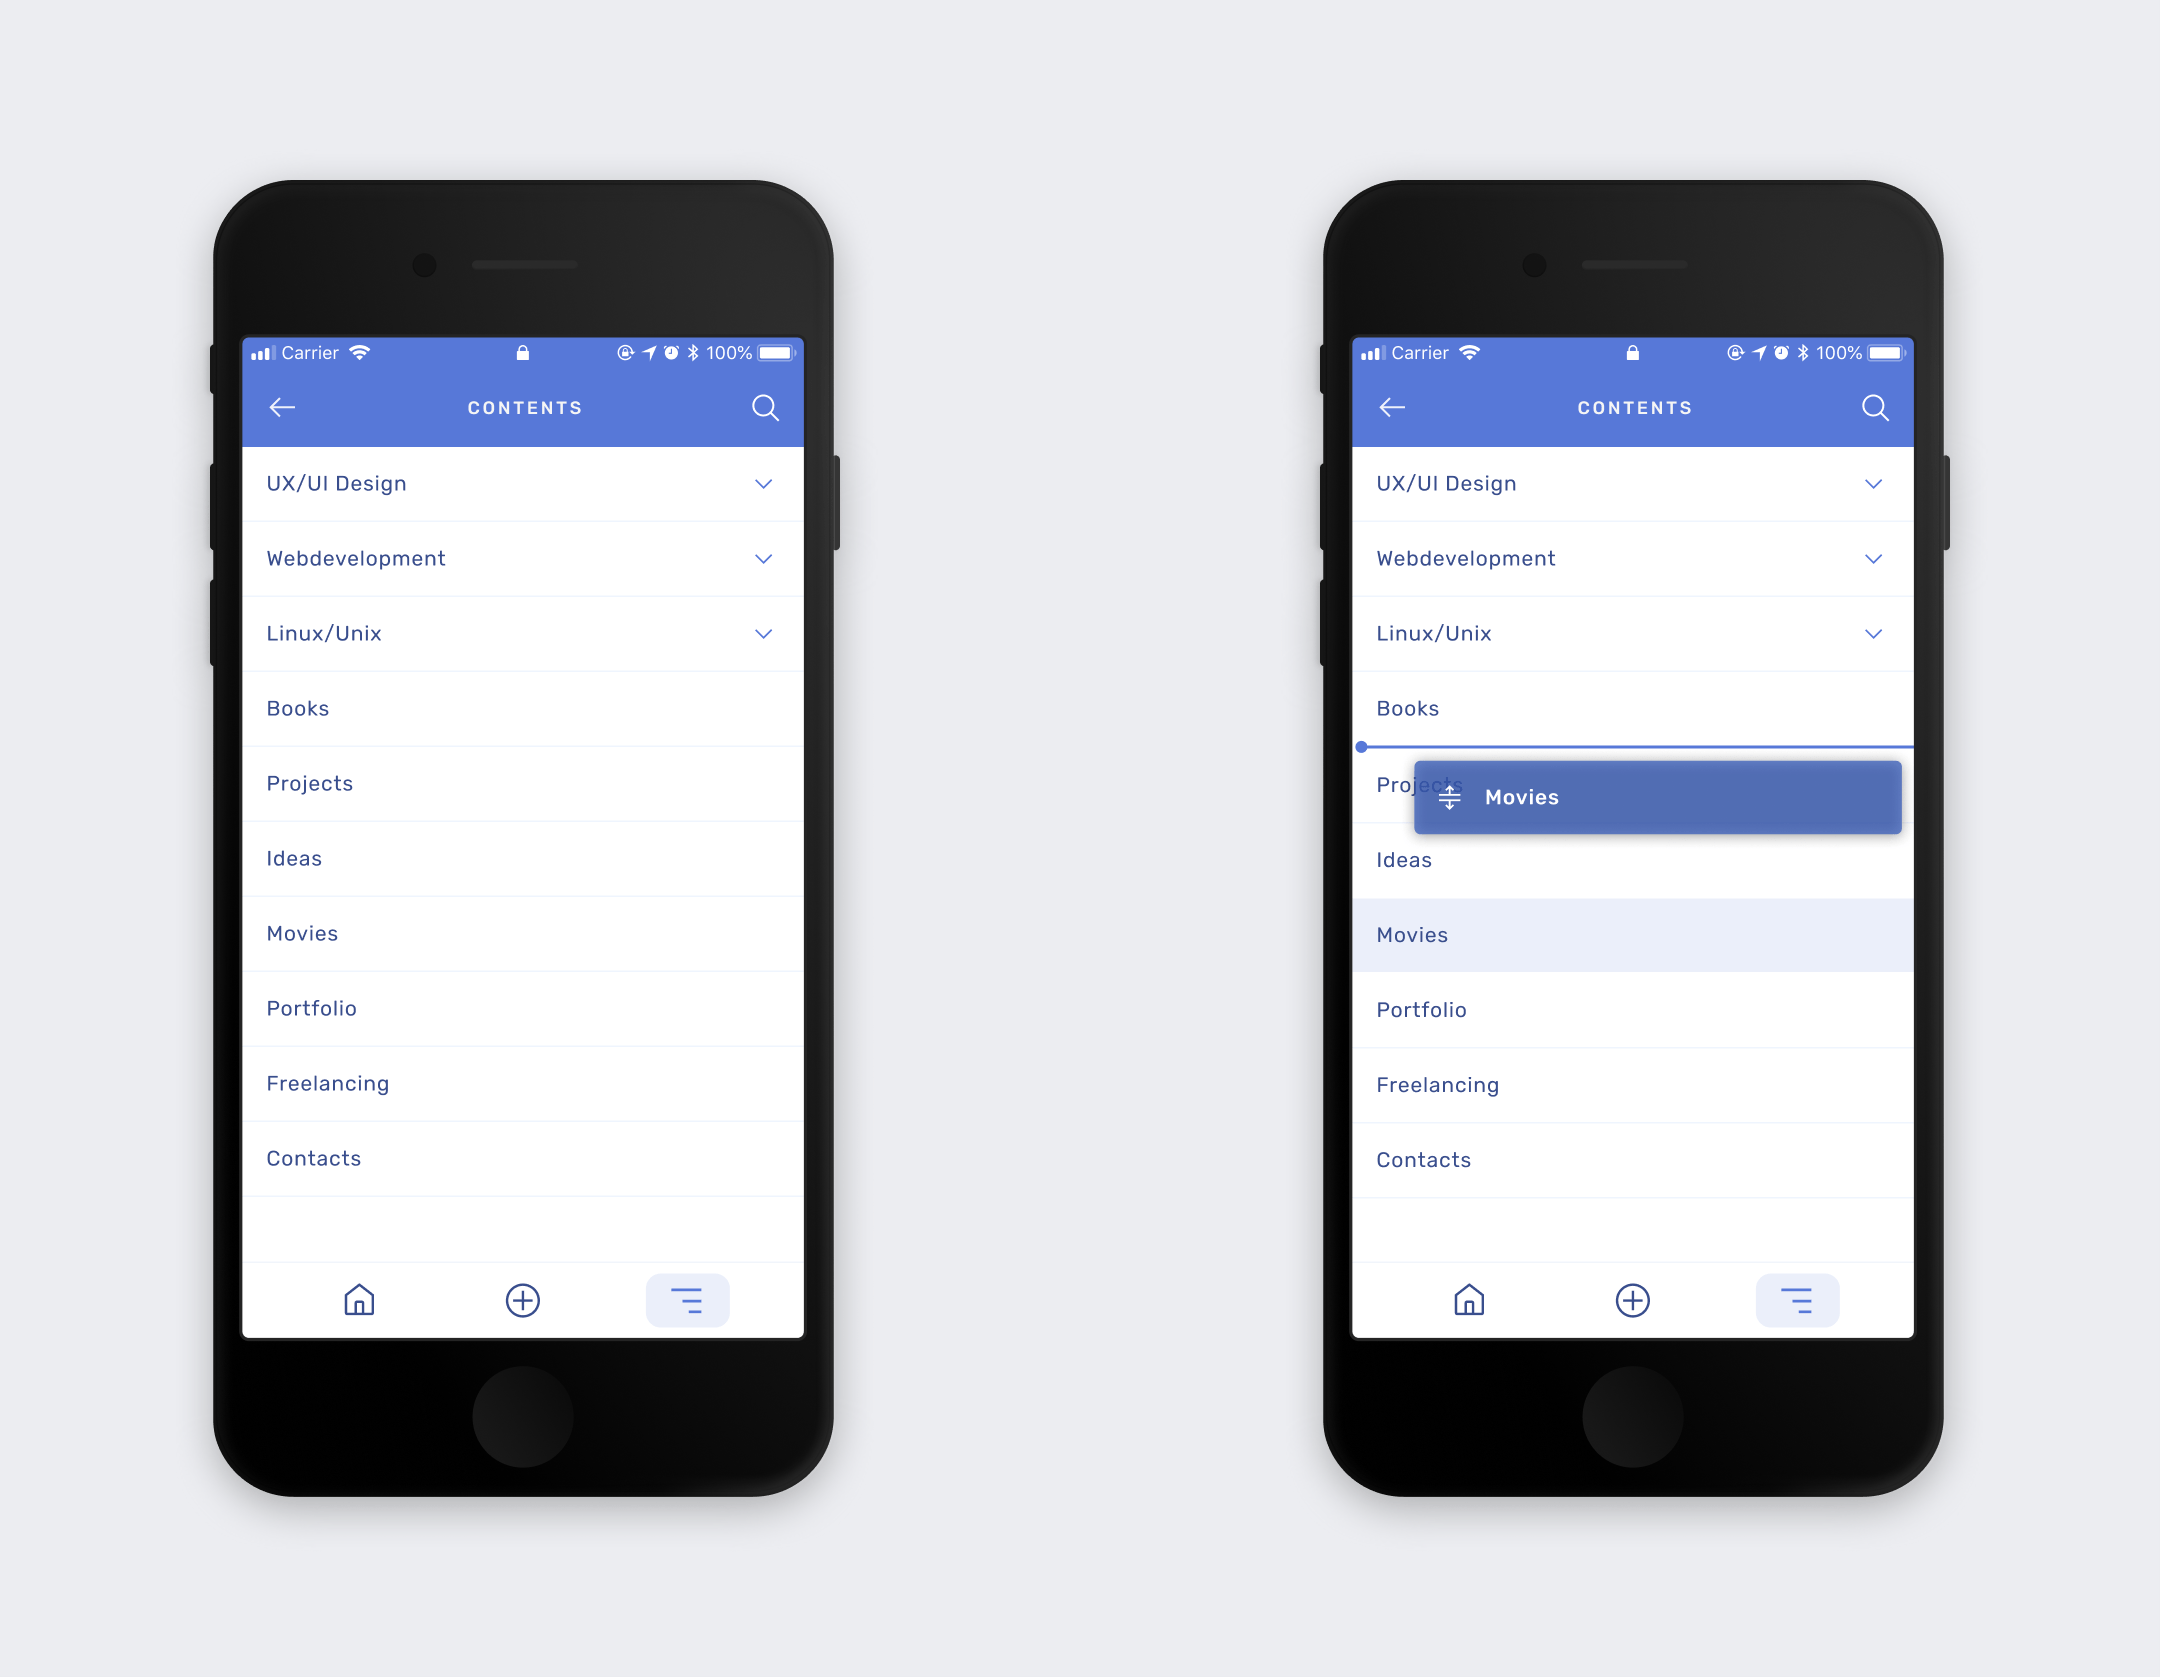 Carrier 100%
CONTENTS
UX/UI Design
Webdevelopment
Linux/Unix
Books
Projects
Ideas
Movies
Portfolio
Freelancing
Contacts
Carrier 100%
CONTENTS
UX/UI Design
Webdevelopment
Linux/Unix
Books
Projects
Movies
Ideas
Movies
Portfolio
Freelancing
Contacts